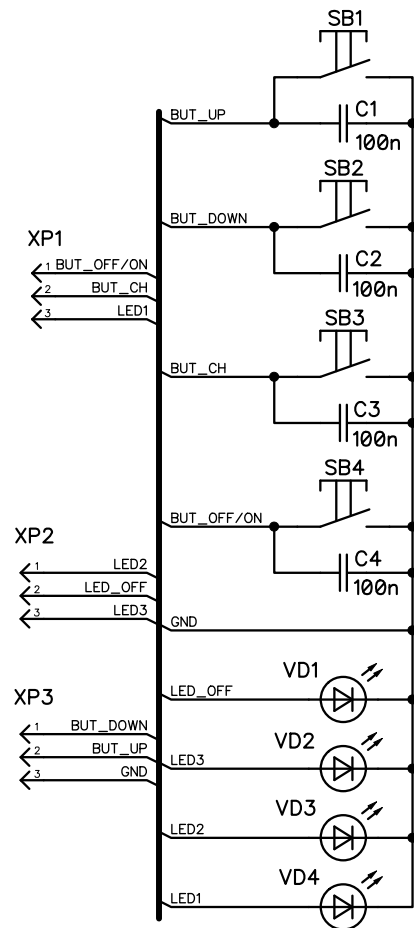 SB1
BUT_UP
C1
100n
SB2
BUT_DOWN
C2
100n
XP1
1 BUT_OFF/ON
2 BUT_CH
3 LED1
SB3
BUT_CH
C3
100n
SB4
BUT_OFF/ON
C4
100n
XP2
1 LED2
2 LED_OFF
3 LED3
GND
VD1
LED_OFF
XP3
1 BUT_DOWN
2 BUT_UP
3 GND
VD2
LED3
VD3
LED2
VD4
LED1